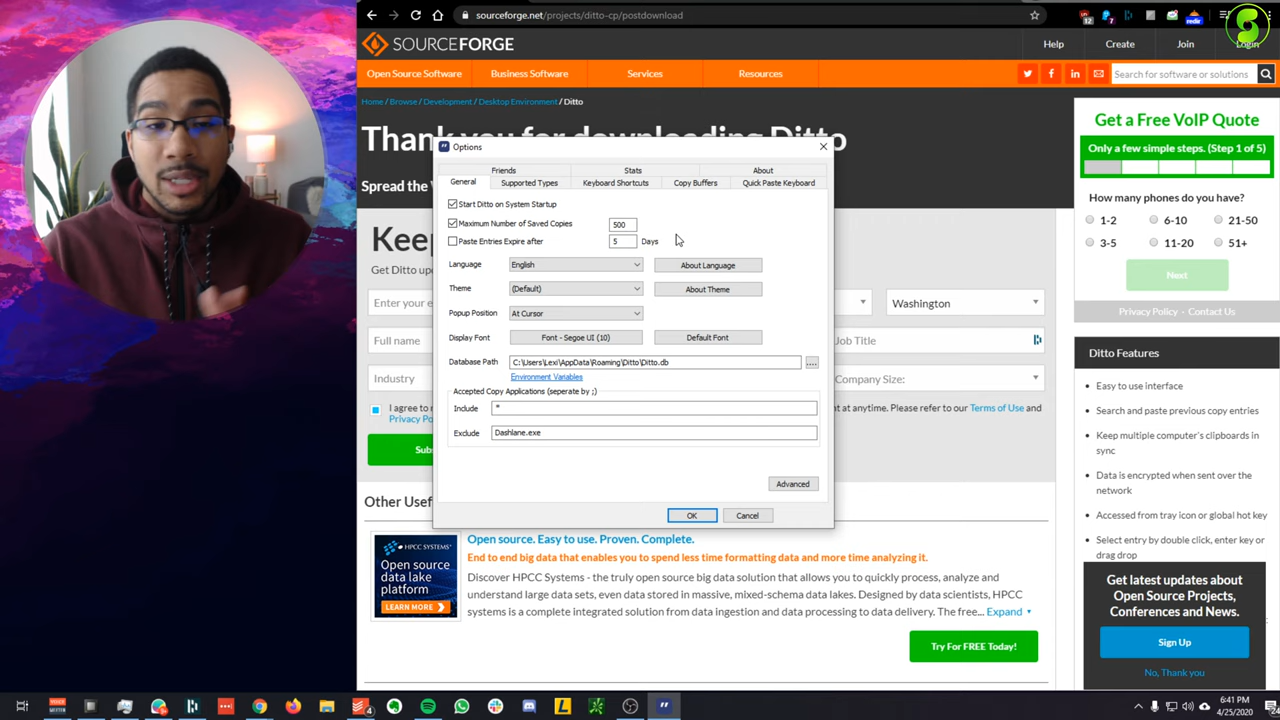 sourceforge.net/projects/ditto-cp/postdownload
12
7
redir
SOURCEFORGE
Help
Create
Join
Login
Open Source Software
Business Software
Services
Resources
Search for software or solutions
Home / Browse / Development / Desktop Environment / Ditto
Thank you for downloading Ditto
Spread the W
Get a Free VoIP Quote
Only a few simple steps. (Step 1 of 5)
How many phones do you have?
1-2
6-10
21-50
3-5
11-20
51+
Next
Privacy Policy - Contact Us
Options
Friends
Stats
About
General
Supported Types
Keyboard Shortcuts
Copy Buffers
Quick Paste Keyboard
Start Ditto on System Startup
Maximum Number of Saved Copies
500
Paste Entries Expire after
5
Days
Language
English
About Language
Theme
(Default)
About Theme
Popup Position
At Cursor
Display Font
Font - Segoe UI (10)
Default Font
Database Path
C:\Users\Lexi\AppData\Roaming\Ditto\Ditto.db
....
Environment Variables
Accepted Copy Applications (seperate by ;)
Include
*
Exclude
Dashlane.exe
Advanced
OK
Cancel
Keep
Get Ditto up
Enter your e
Washington
Full name
Job Title
Industry
Company Size:
I agree to r
nt at anytime. Please refer to our Terms of Use and
Privacy Po
Subs
Ditto Features
Easy to use interface
Search and paste previous copy entries
Keep multiple computer's clipboards in
sync
Data is encrypted when sent over the
network
Accessed from tray icon or global hot key
Select entry by double click, enter key or
drag drop
Other Usef
HPCC SYSTEMS
Open source
data lake
platform
LEARN MORE
Open source. Easy to use. Proven. Complete.
End to end big data that enables you to spend less time formatting data and more time analyzing it.
Discover HPCC Systems - the truly open source big data solution that allows you to quickly process, analyze and
understand large data sets, even data stored in massive, mixed-schema data lakes. Designed by data scientists, HPCC
systems is a complete integrated solution from data ingestion and data processing to data delivery. The free... Expand
Try For FREE Today!
Get latest updates about
Open Source Projects,
Conferences and News.
Sign Up
No, Thank you
4
6:41 PM
4/25/2020